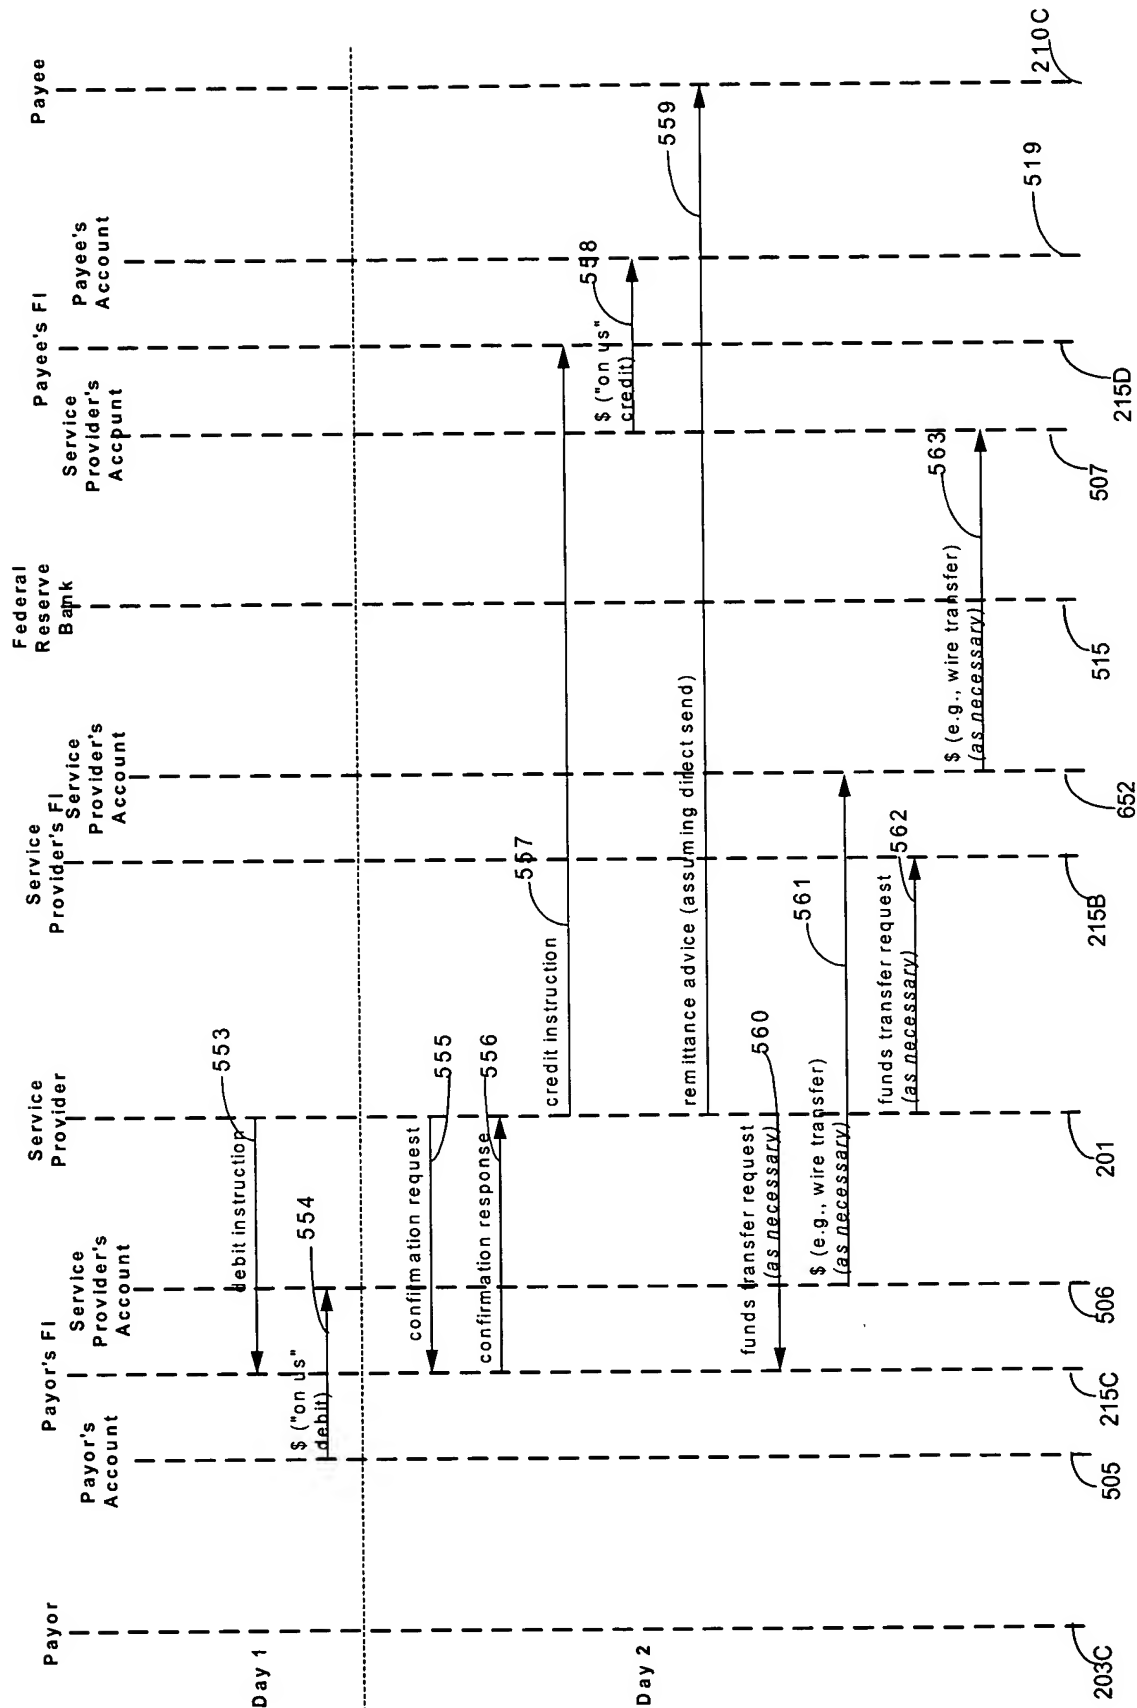 Payor
Payor's FI
Payor's
Account
Service
Provider's
Account
Service
Provider
Service
Provider's FI
Service
Provider's
Account
Federal
Reserve
Bank
Payee's FI
Service
Provider's
Account
Payee's
Account
Payee
Day 1
debit instruction
553
$ ("on us"
debit)
554
Day 2
confirmation request
555
confirmation response
556
credit instruction
557
$ ("on us"
credit)
558
remittance advice (assuming direct send)
559
funds transfer request
(as necessary)
560
$ (e.g., wire transfer)
(as necessary)
561
funds transfer request
(as necessary)
562
$ (e.g., wire transfer)
(as necessary)
563
203C
505
215C
506
201
215B
652
515
507
215D
519
210C